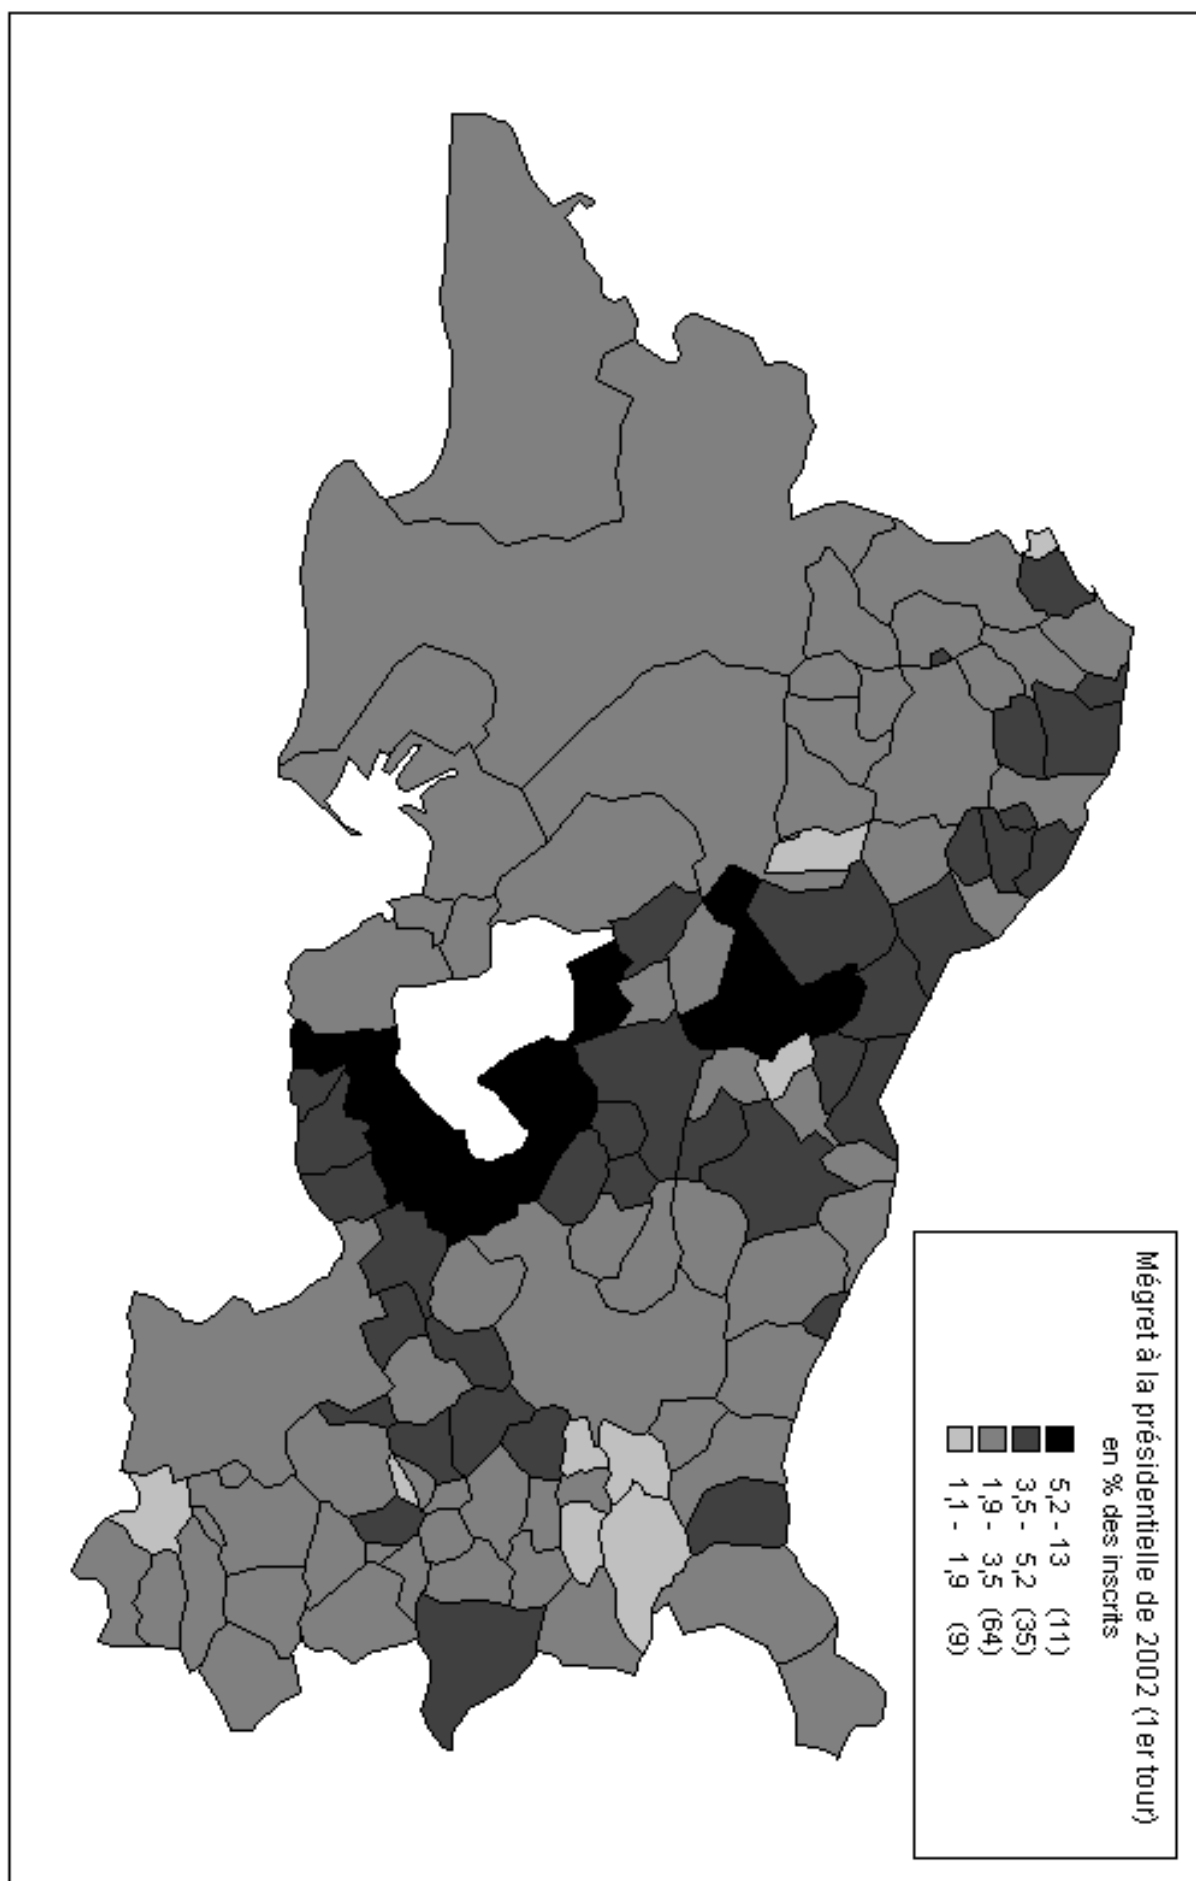 Mégret à la présidentielle de 2002 (1er tour)
en % des inscrits
5,2 - 13 (11)
3,5 - 5,2 (35)
1,9 - 3,5 (64)
1,1 - 1,9 (9)